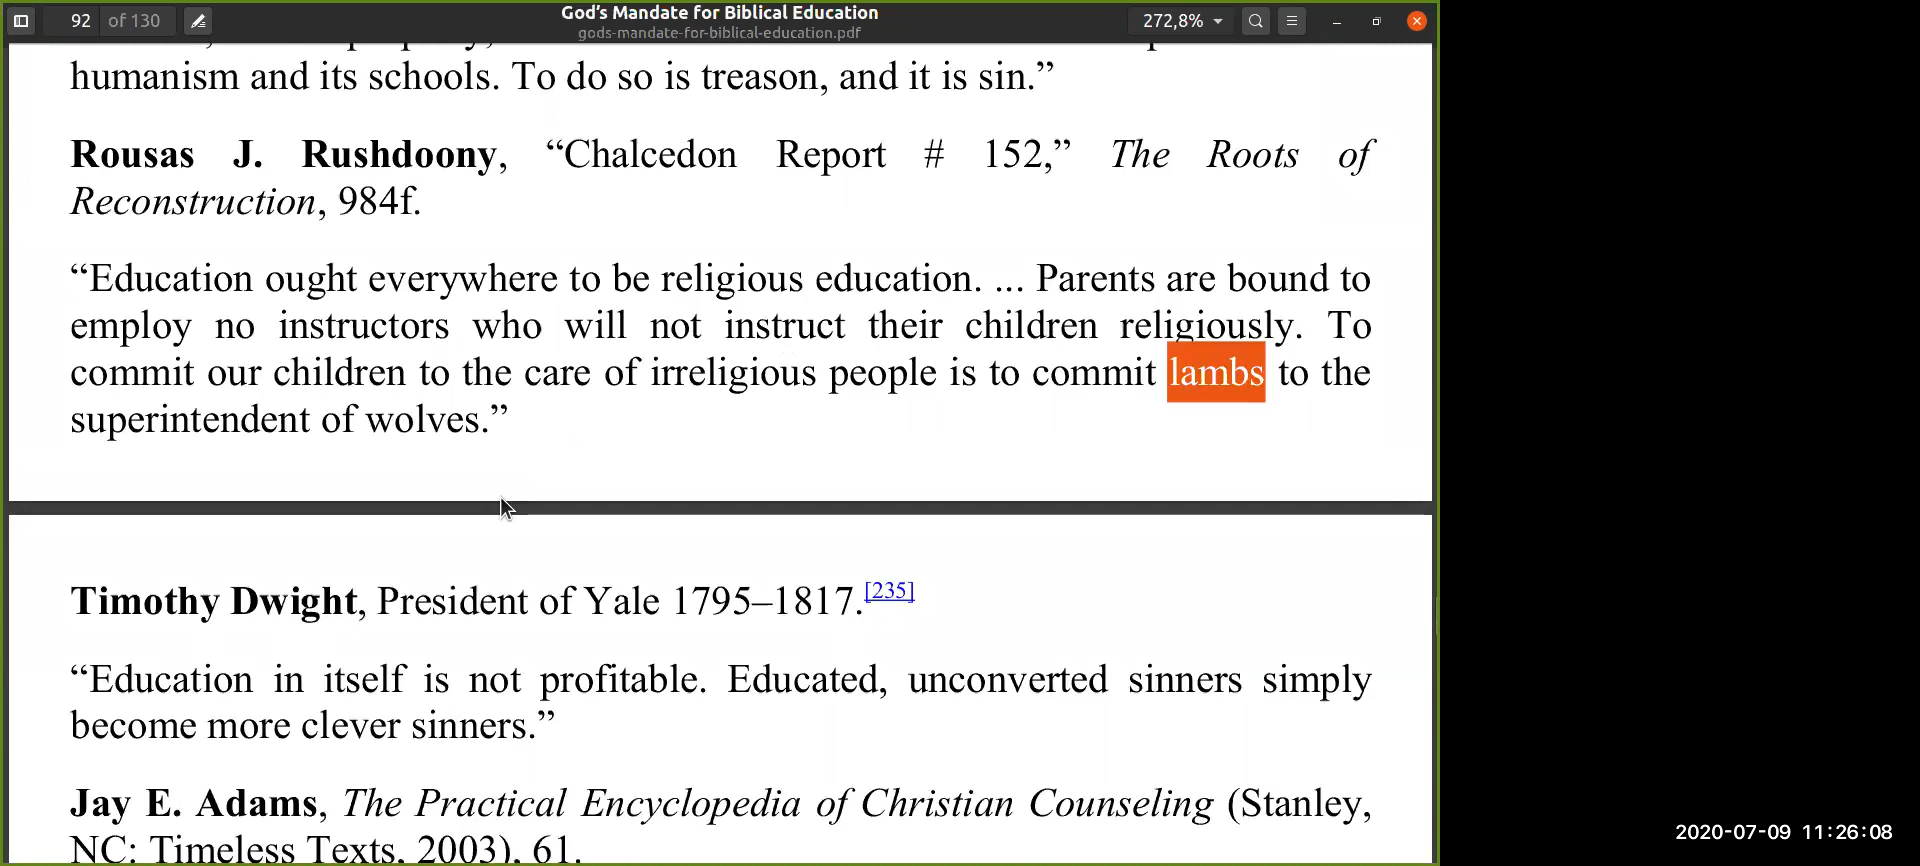 92 of 130
God's Mandate for Biblical Education
gods-mandate-for-biblical-education.pdf
272,8%
humanism and its schools. To do so is treason, and it is sin.”
Rousas J. Rushdoony, “Chalcedon Report # 152,” The Roots of
Reconstruction, 984f.
“Education ought everywhere to be religious education. ... Parents are bound to
employ no instructors who will not instruct their children religiously. To
commit our children to the care of irreligious people is to commit lambs to the
superintendent of wolves.”
Timothy Dwight, President of Yale 1795–1817.[235]
“Education in itself is not profitable. Educated, unconverted sinners simply
become more clever sinners.”
Jay E. Adams, The Practical Encyclopedia of Christian Counseling (Stanley,
NC: Timeless Texts, 2003), 61.
2020-07-09 11:26:08